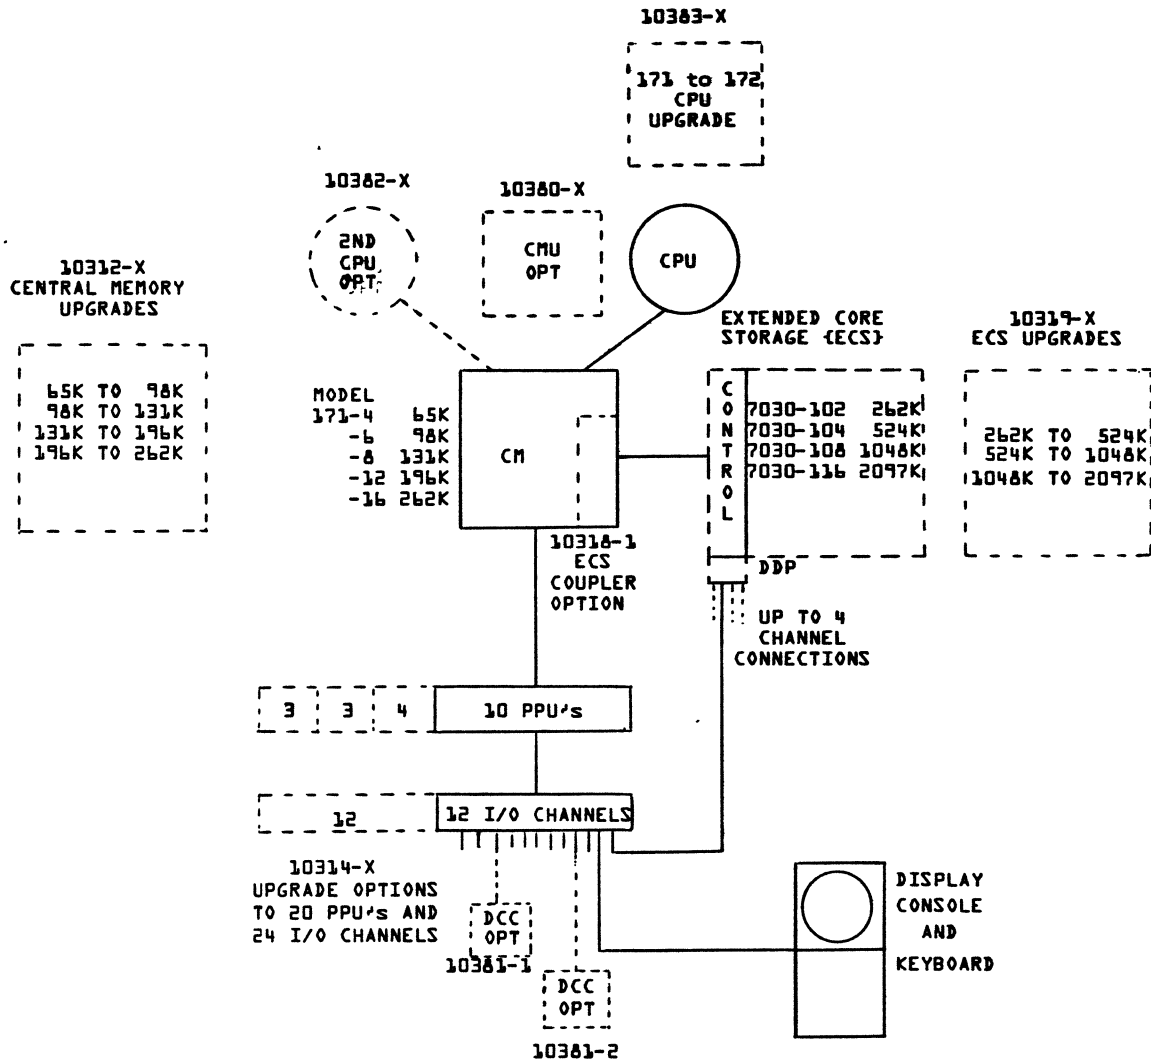 10383-X
171 to 172
CPU
UPGRADE
10382-X
2ND
CPU
OPT
10380-X
CMU
OPT
CPU
10312-X
CENTRAL MEMORY
UPGRADES
65K TO 98K
98K TO 131K
131K TO 196K
196K TO 262K
MODEL
171-4 65K
-6 98K
-8 131K
-12 196K
-16 262K
CM
10318-1
ECS
COUPLER
OPTION
EXTENDED CORE
STORAGE {ECS}
CONTROL
7030-102 262K
7030-104 524K
7030-108 1048K
7030-116 2097K
DDP
UP TO 4
CHANNEL
CONNECTIONS
10319-X
ECS UPGRADES
262K TO 524K
524K TO 1048K
1048K TO 2097K
3 3 4 10 PPU's
12 12 I/O CHANNELS
10314-X
UPGRADE OPTIONS
TO 20 PPU's AND
24 I/O CHANNELS
DCC
OPT
10381-1
DCC
OPT
10381-2
DISPLAY
CONSOLE
AND
KEYBOARD